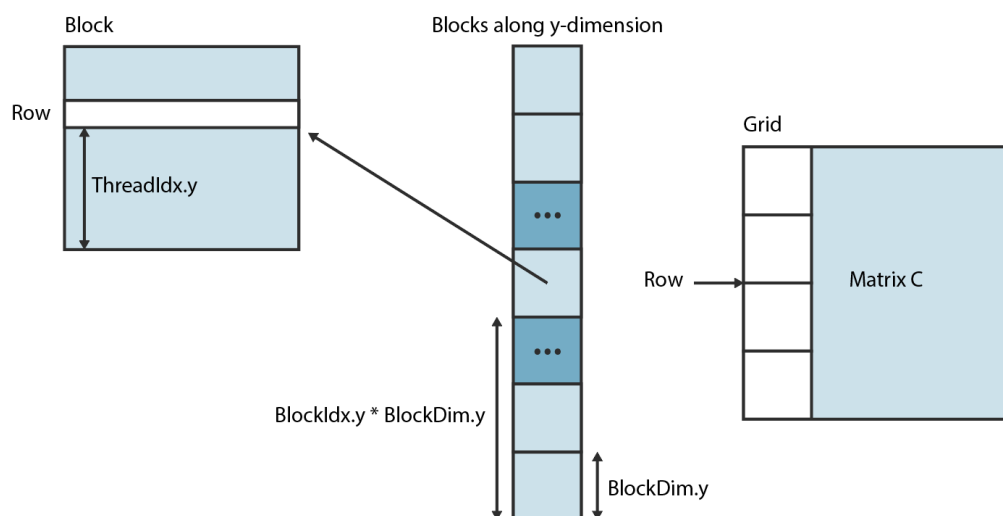 Block
Row
ThreadIdx.y
Blocks along y-dimension
...
...
BlockIdx.y * BlockDim.y
BlockDim.y
Grid
Row
Matrix C